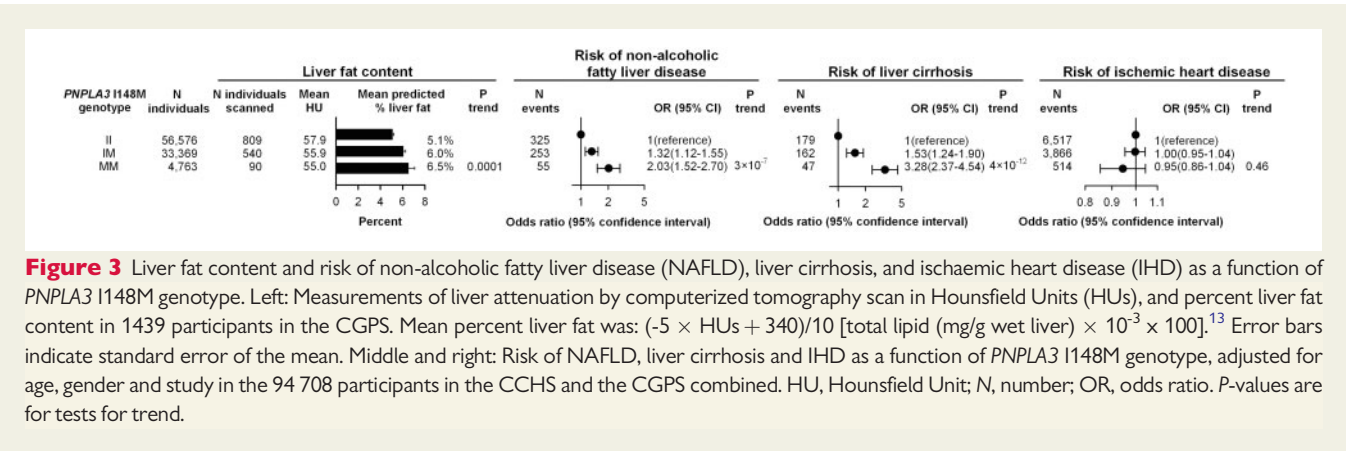 Risk of non-alcoholic
Liver fat content fatty liver disease Risk of liver cirrhosis Risk of ischemic heart disease
PNPLA3 I148M N N individuals Mean Mean predicted P N P N P N P
genotype individuals scanned HU % liver fat trend events OR (95% CI) trend events OR (95% CI) trend events OR (95% CI) trend
II 56,576 809 57.9 5.1% 325 1(reference) 179 1(reference) 6,517 1(reference)
IM 33,369 540 55.9 6.0% 253 1.32(1.12-1.55) 162 1.53(1.24-1.90) 3,866 1.00(0.95-1.04)
MM 4,763 90 55.0 6.5% 0.0001 55 2.03(1.52-2.70) 3×10⁻⁷ 47 3.28(2.37-4.54) 4×10⁻¹² 514 0.95(0.86-1.04) 0.46
0 2 4 6 8 1 2 5 1 2 5 0.8 0.9 1 1.1
Percent Odds ratio (95% confidence interval) Odds ratio (95% confidence interval) Odds ratio (95% confidence interval)
Figure 3 Liver fat content and risk of non-alcoholic fatty liver disease (NAFLD), liver cirrhosis, and ischaemic heart disease (IHD) as a function of
PNPLA3 I148M genotype. Left: Measurements of liver attenuation by computerized tomography scan in Hounsfield Units (HUs), and percent liver fat
content in 1439 participants in the CGPS. Mean percent liver fat was: (-5 × HUs + 340)/10 [total lipid (mg/g wet liver) × 10⁻³ x 100].¹³ Error bars
indicate standard error of the mean. Middle and right: Risk of NAFLD, liver cirrhosis and IHD as a function of PNPLA3 I148M genotype, adjusted for
age, gender and study in the 94 708 participants in the CCHS and the CGPS combined. HU, Hounsfield Unit; N, number; OR, odds ratio. P-values are
for tests for trend.